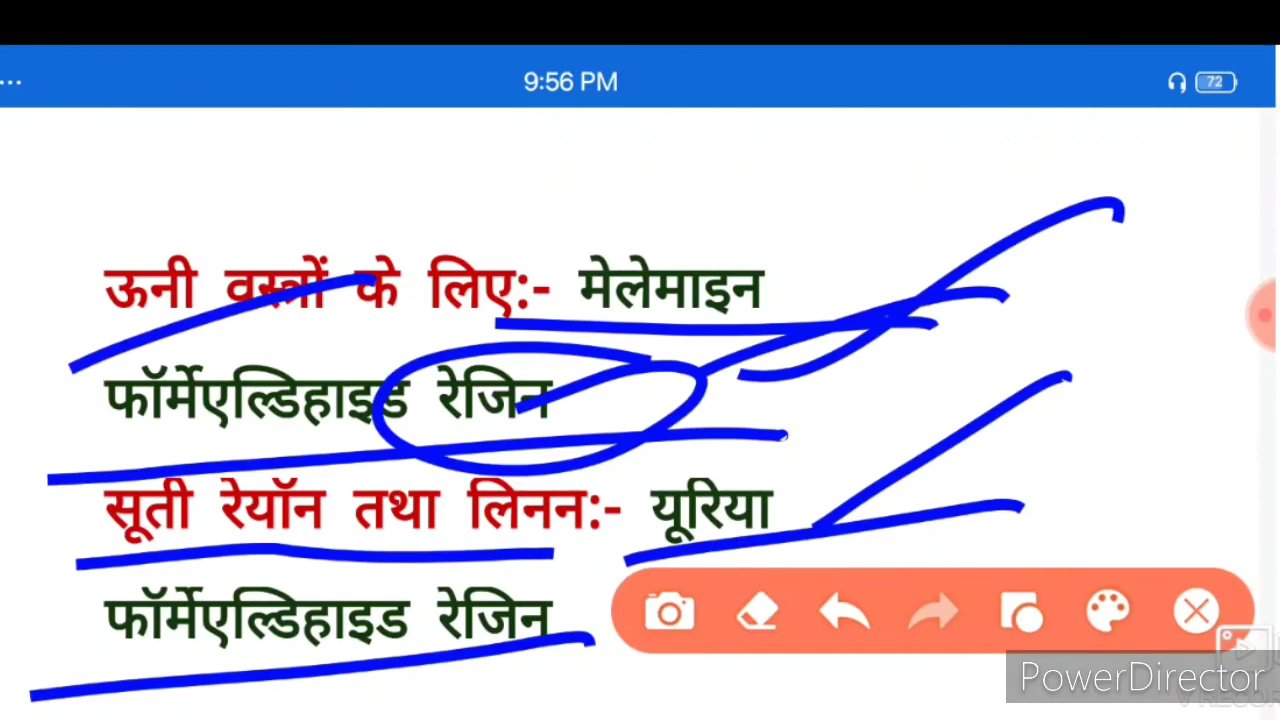 ...
9:56 PM
72
ऊनी वस्त्रों के लिए:- मेलेमाइन
फॉर्मेएल्डिहाइड रेजिन
सूती रेयॉन तथा लिनन:- यूरिया
फॉर्मेएल्डिहाइड रेजिन
PowerDirector